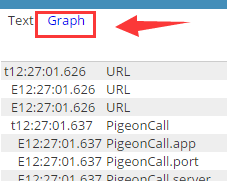 Text Graph
t12:27:01.626 URL
E12:27:01.626 URL
E12:27:01.626 URL
t12:27:01.637 PigeonCall
E12:27:01.637 PigeonCall.app
E12:27:01.637 PigeonCall.port
E12:27:01.637 PigeonCall.server